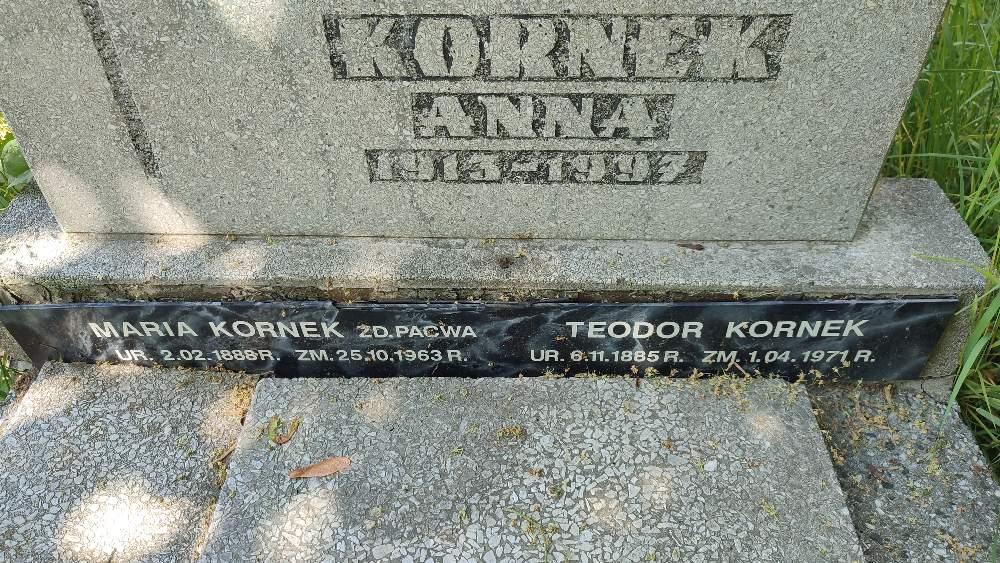 KORNEK
ANNA
1913-1997
MARIA KORNEK ZD. PACWA
UR. 2.02.1888 R. ZM. 25.10.1963 R.
TEODOR KORNEK
UR. 6.11.1885 R. ZM. 1.04.1971 R.